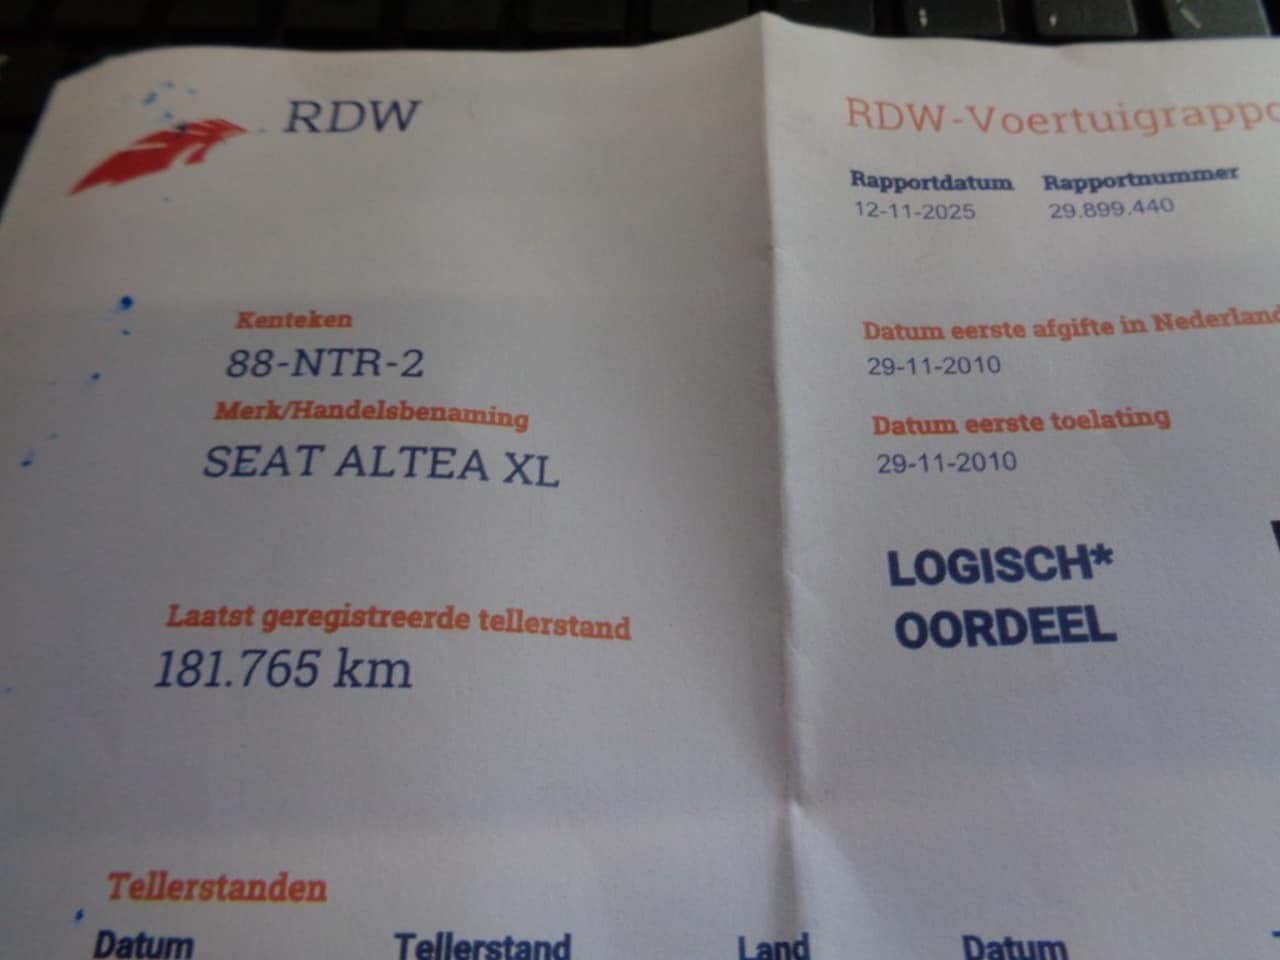 RDW
Kenteken
88-NTR-2
Merk/Handelsbenaming
SEAT ALTEA XL
Laatst geregistreerde tellerstand
181.765 km
RDW-Voertuigrappo
Rapportdatum Rapportnummer
12-11-2025 29.899.440
Datum eerste afgifte in Nederland
29-11-2010
Datum eerste toelating
29-11-2010
LOGISCH*
OORDEEL
Tellerstanden
Datum Tellerstand Land Datum